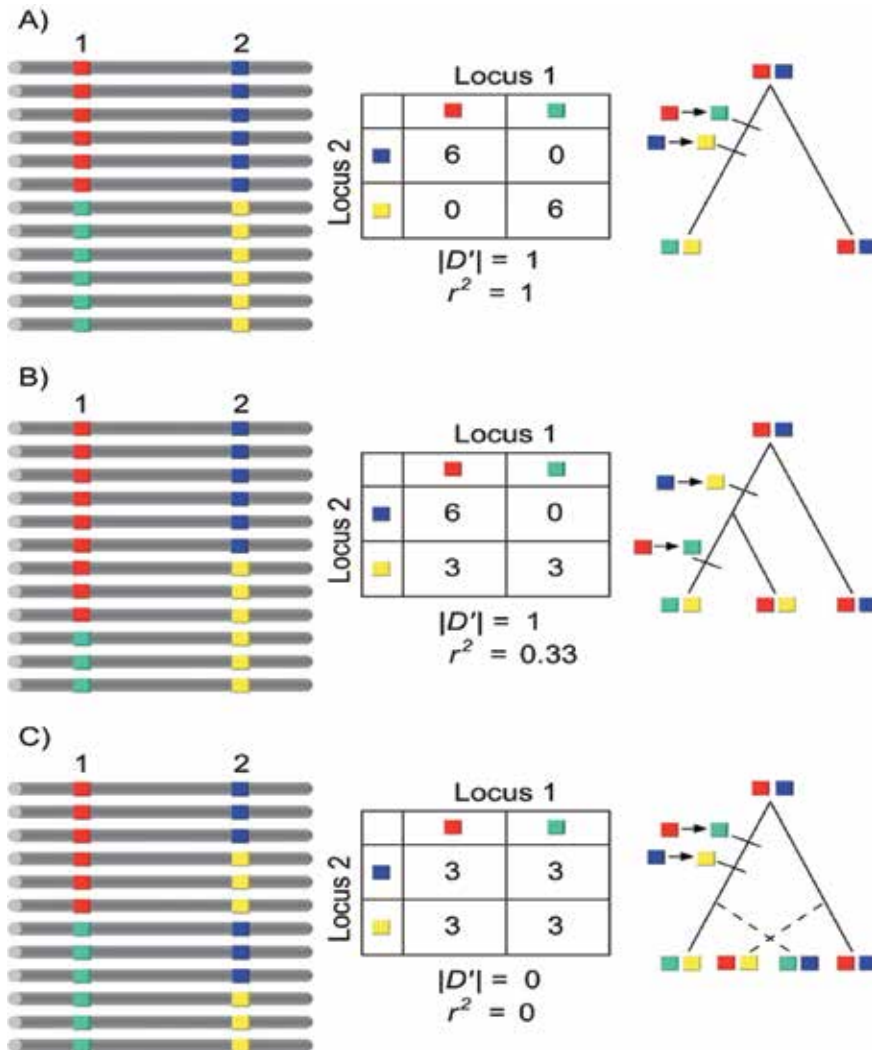 A)
1 2
Locus 1
Locus 2
6 0
0 6
|D'| = 1
r² = 1
B)
1 2
Locus 1
Locus 2
6 0
3 3
|D'| = 1
r² = 0.33
C)
1 2
Locus 1
Locus 2
3 3
3 3
|D'| = 0
r² = 0